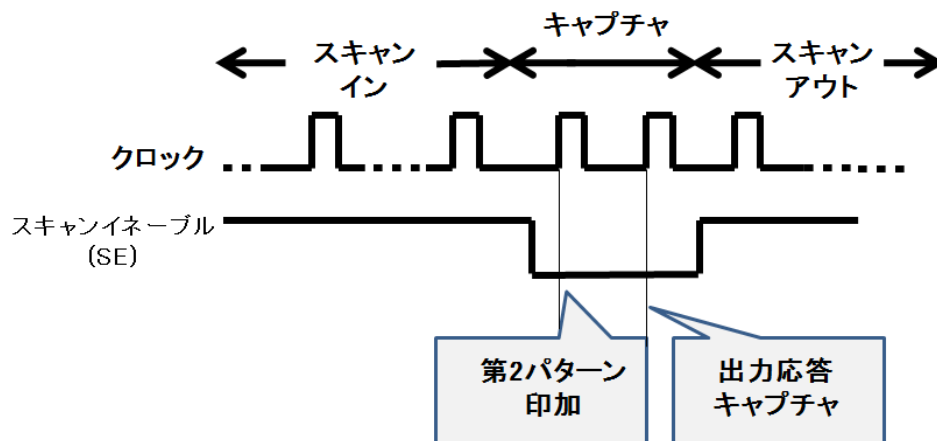 キャプチャ
スキャン
イン
スキャン
アウト
クロック
スキャンイネーブル
(SE)
第2パターン
印加
出力応答
キャプチャ